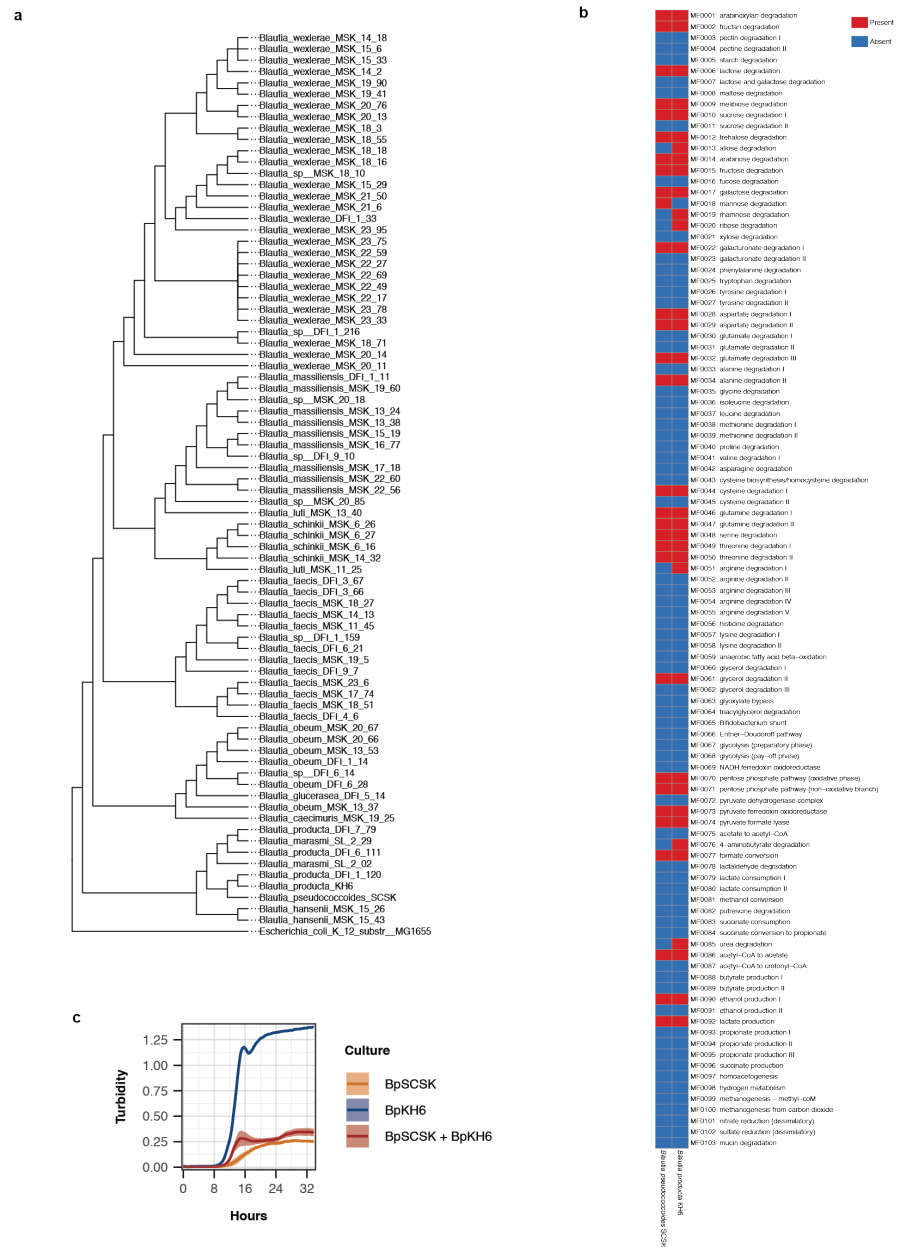 a
Blautia_wexlerae_MSK_14_18
Blautia_wexlerae_MSK_15_6
Blautia_wexlerae_MSK_15_33
Blautia_wexlerae_MSK_14_2
Blautia_wexlerae_MSK_19_90
Blautia_wexlerae_MSK_19_41
Blautia_wexlerae_MSK_20_76
Blautia_wexlerae_MSK_20_13
Blautia_wexlerae_MSK_18_3
Blautia_wexlerae_MSK_18_55
Blautia_wexlerae_MSK_18_18
Blautia_wexlerae_MSK_18_16
Blautia_sp__MSK_18_10
Blautia_wexlerae_MSK_15_29
Blautia_wexlerae_MSK_21_50
Blautia_wexlerae_MSK_21_6
Blautia_wexlerae_DFI_1_33
Blautia_wexlerae_MSK_23_95
Blautia_wexlerae_MSK_23_75
Blautia_wexlerae_MSK_22_59
Blautia_wexlerae_MSK_22_27
Blautia_wexlerae_MSK_22_69
Blautia_wexlerae_MSK_22_49
Blautia_wexlerae_MSK_22_17
Blautia_wexlerae_MSK_23_78
Blautia_wexlerae_MSK_23_33
Blautia_sp__DFI_1_216
Blautia_wexlerae_MSK_18_71
Blautia_wexlerae_MSK_20_14
Blautia_wexlerae_MSK_20_11
Blautia_massiliensis_DFI_1_11
Blautia_massiliensis_MSK_19_60
Blautia_sp__MSK_20_18
Blautia_massiliensis_MSK_13_24
Blautia_massiliensis_MSK_13_38
Blautia_massiliensis_MSK_15_19
Blautia_massiliensis_MSK_16_77
Blautia_sp__DFI_9_10
Blautia_massiliensis_MSK_17_18
Blautia_massiliensis_MSK_22_60
Blautia_massiliensis_MSK_22_56
Blautia_sp__MSK_20_85
Blautia_luti_MSK_13_40
Blautia_schinkii_MSK_6_26
Blautia_schinkii_MSK_6_27
Blautia_schinkii_MSK_6_16
Blautia_schinkii_MSK_14_32
Blautia_luti_MSK_11_25
Blautia_faecis_DFI_3_67
Blautia_faecis_DFI_3_66
Blautia_faecis_MSK_18_27
Blautia_faecis_MSK_14_13
Blautia_faecis_MSK_11_45
Blautia_sp__DFI_1_159
Blautia_faecis_DFI_6_21
Blautia_faecis_MSK_19_5
Blautia_faecis_DFI_9_7
Blautia_faecis_MSK_23_6
Blautia_faecis_MSK_17_74
Blautia_faecis_MSK_18_51
Blautia_faecis_DFI_4_6
Blautia_obeum_MSK_20_67
Blautia_obeum_MSK_20_66
Blautia_obeum_MSK_13_53
Blautia_obeum_DFI_1_14
Blautia_sp__DFI_6_14
Blautia_obeum_DFI_6_28
Blautia_glucerasea_DFI_5_14
Blautia_obeum_MSK_13_37
Blautia_caecimuris_MSK_19_25
Blautia_producta_DFI_7_79
Blautia_marasmi_SL_2_29
Blautia_producta_DFI_6_111
Blautia_marasmi_SL_2_02
Blautia_producta_DFI_1_120
Blautia_producta_KH6
Blautia_pseudococcoides_SCSK
Blautia_hansenii_MSK_15_26
Blautia_hansenii_MSK_15_43
Escherichia_coli_K_12_substr__MG1655
b
MF0001: arabinoxylan degradation
MF0002: fructan degradation
MF0003: pectin degradation I
MF0004: pectine degradation II
MF0005: starch degradation
MF0006: lactose degradation
MF0007: lactose and galactose degradation
MF0008: maltose degradation
MF0009: melibiose degradation
MF0010: sucrose degradation I
MF0011: sucrose degradation II
MF0012: trehalose degradation
MF0013: allose degradation
MF0014: arabinose degradation
MF0015: fructose degradation
MF0016: fucose degradation
MF0017: galactose degradation
MF0018: mannose degradation
MF0019: rhamnose degradation
MF0020: ribose degradation
MF0021: xylose degradation
MF0022: galacturonate degradation I
MF0023: galacturonate degradation II
MF0024: phenylalanine degradation
MF0025: tryptophan degradation
MF0026: tyrosine degradation I
MF0027: tyrosine degradation II
MF0028: aspartate degradation I
MF0029: aspartate degradation II
MF0030: glutamate degradation I
MF0031: glutamate degradation II
MF0032: glutamate degradation III
MF0033: alanine degradation I
MF0034: alanine degradation II
MF0035: glycine degradation
MF0036: isoleucine degradation
MF0037: leucine degradation
MF0038: methionine degradation I
MF0039: methionine degradation II
MF0040: proline degradation
MF0041: valine degradation I
MF0042: asparagine degradation
MF0043: cysteine biosynthesis/homocysteine degradation
MF0044: cysteine degradation I
MF0045: cysteine degradation II
MF0046: glutamine degradation I
MF0047: glutamine degradation II
MF0048: serine degradation
MF0049: threonine degradation I
MF0050: threonine degradation II
MF0051: arginine degradation I
MF0052: arginine degradation II
MF0053: arginine degradation III
MF0054: arginine degradation IV
MF0055: arginine degradation V
MF0056: histidine degradation
MF0057: lysine degradation I
MF0058: lysine degradation II
MF0059: anaerobic fatty acid beta-oxidation
MF0060: glycerol degradation I
MF0061: glycerol degradation II
MF0062: glycerol degradation III
MF0063: glyoxylate bypass
MF0064: triacylglycerol degradation
MF0065: Bifidobacterium shunt
MF0066: Entner-Doudoroff pathway
MF0067: glycolysis (preparatory phase)
MF0068: glycolysis (pay-off phase)
MF0069: NADH:ferredoxin oxidoreductase
MF0070: pentose phosphate pathway (oxidative phase)
MF0071: pentose phosphate pathway (non-oxidative branch)
MF0072: pyruvate dehydrogenase complex
MF0073: pyruvate:ferredoxin oxidoreductase
MF0074: pyruvate formate lyase
MF0075: acetate to acetyl-CoA
MF0076: 4-aminobutyrate degradation
MF0077: formate conversion
MF0078: lactaldehyde degradation
MF0079: lactate consumption I
MF0080: lactate consumption II
MF0081: methanol conversion
MF0082: putrescine degradation
MF0083: succinate consumption
MF0084: succinate conversion to propionate
MF0085: urea degradation
MF0086: acetyl-CoA to acetate
MF0087: acetyl-CoA to crotonyl-CoA
MF0088: butyrate production I
MF0089: butyrate production II
MF0090: ethanol production I
MF0091: ethanol production II
MF0092: lactate production
MF0093: propionate production I
MF0094: propionate production II
MF0095: propionate production III
MF0096: succinate production
MF0097: homoacetogenesis
MF0098: hydrogen metabolism
MF0099: methanogenesis - methyl-coM
MF0100: methanogenesis from carbon dioxide
MF0101: nitrate reduction (dissimilatory)
MF0102: sulfate reduction (dissimilatory)
MF0103: mucin degradation
Blautia pseudococcoides SCSK
Blautia producta KH6
Present
Absent
c
Turbidity
1.25
1.00
0.75
0.50
0.25
0.00
0 8 16 24 32
Hours
Culture
BpSCSK
BpKH6
BpSCSK + BpKH6